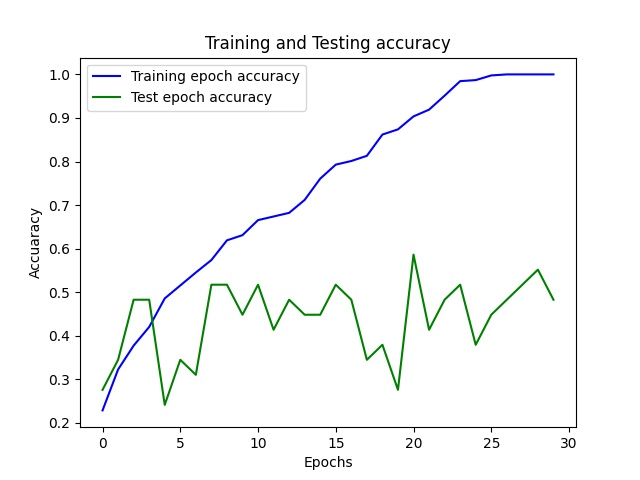 Training and Testing accuracy
Training epoch accuracy
Test epoch accuracy
1.0
0.9
0.8
0.7
0.6
0.5
0.4
0.3
0.2
Accuaracy
0 5 10 15 20 25 30
Epochs